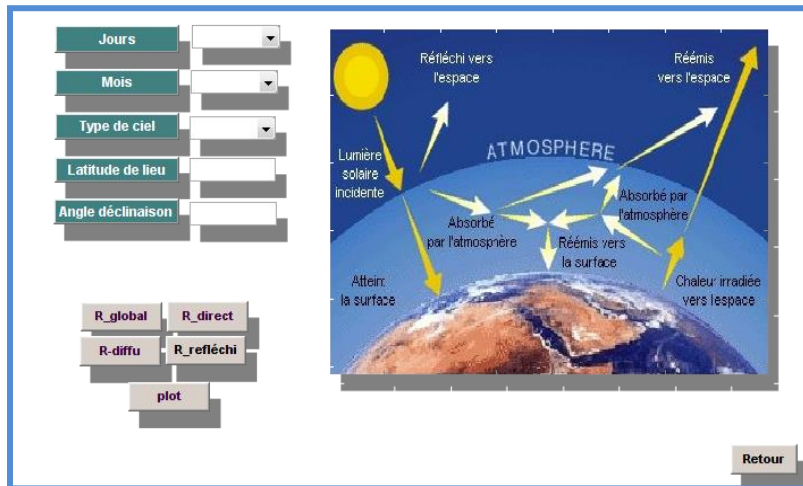 Jours
Mois
Type de ciel
Latitude de lieu
Angle déclinaison
R_global
R_direct
R-diffu
R_refléchi
plot
Réfléchi vers
l'espace
Réémis
vers l'espace
ATMOSPHERE
Lumière
solaire
incidente
Absorbé
par l'atmosphère
Absorbé par
l'atmosphère
Réémis vers
la surface
Atteint
la surface
Chaleur irradiée
vers lespace
Retour